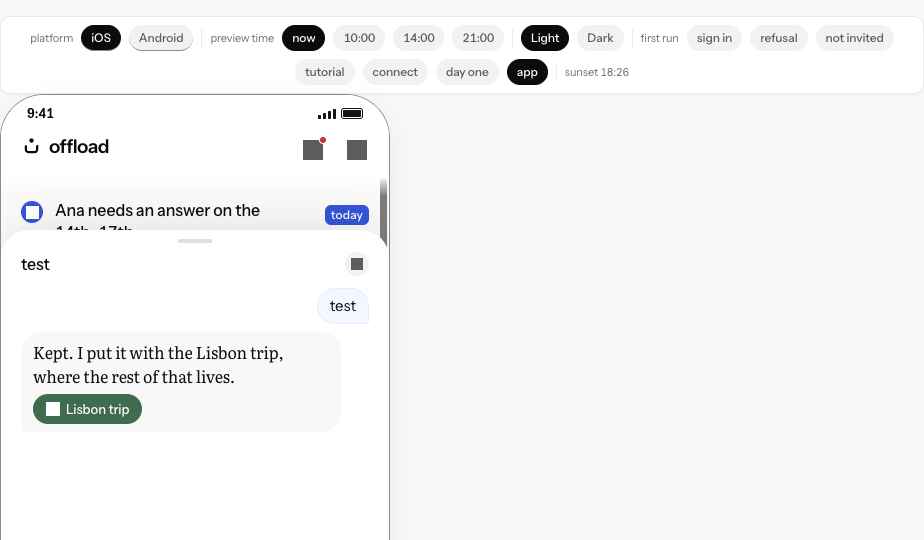 platform iOS Android preview time now 10:00 14:00 21:00 Light Dark first run sign in refusal not invited
tutorial connect day one app sunset 18:26
9:41
offload
Ana needs an answer on the
today
14th–17th
test
test
Kept. I put it with the Lisbon trip,
where the rest of that lives.
Lisbon trip